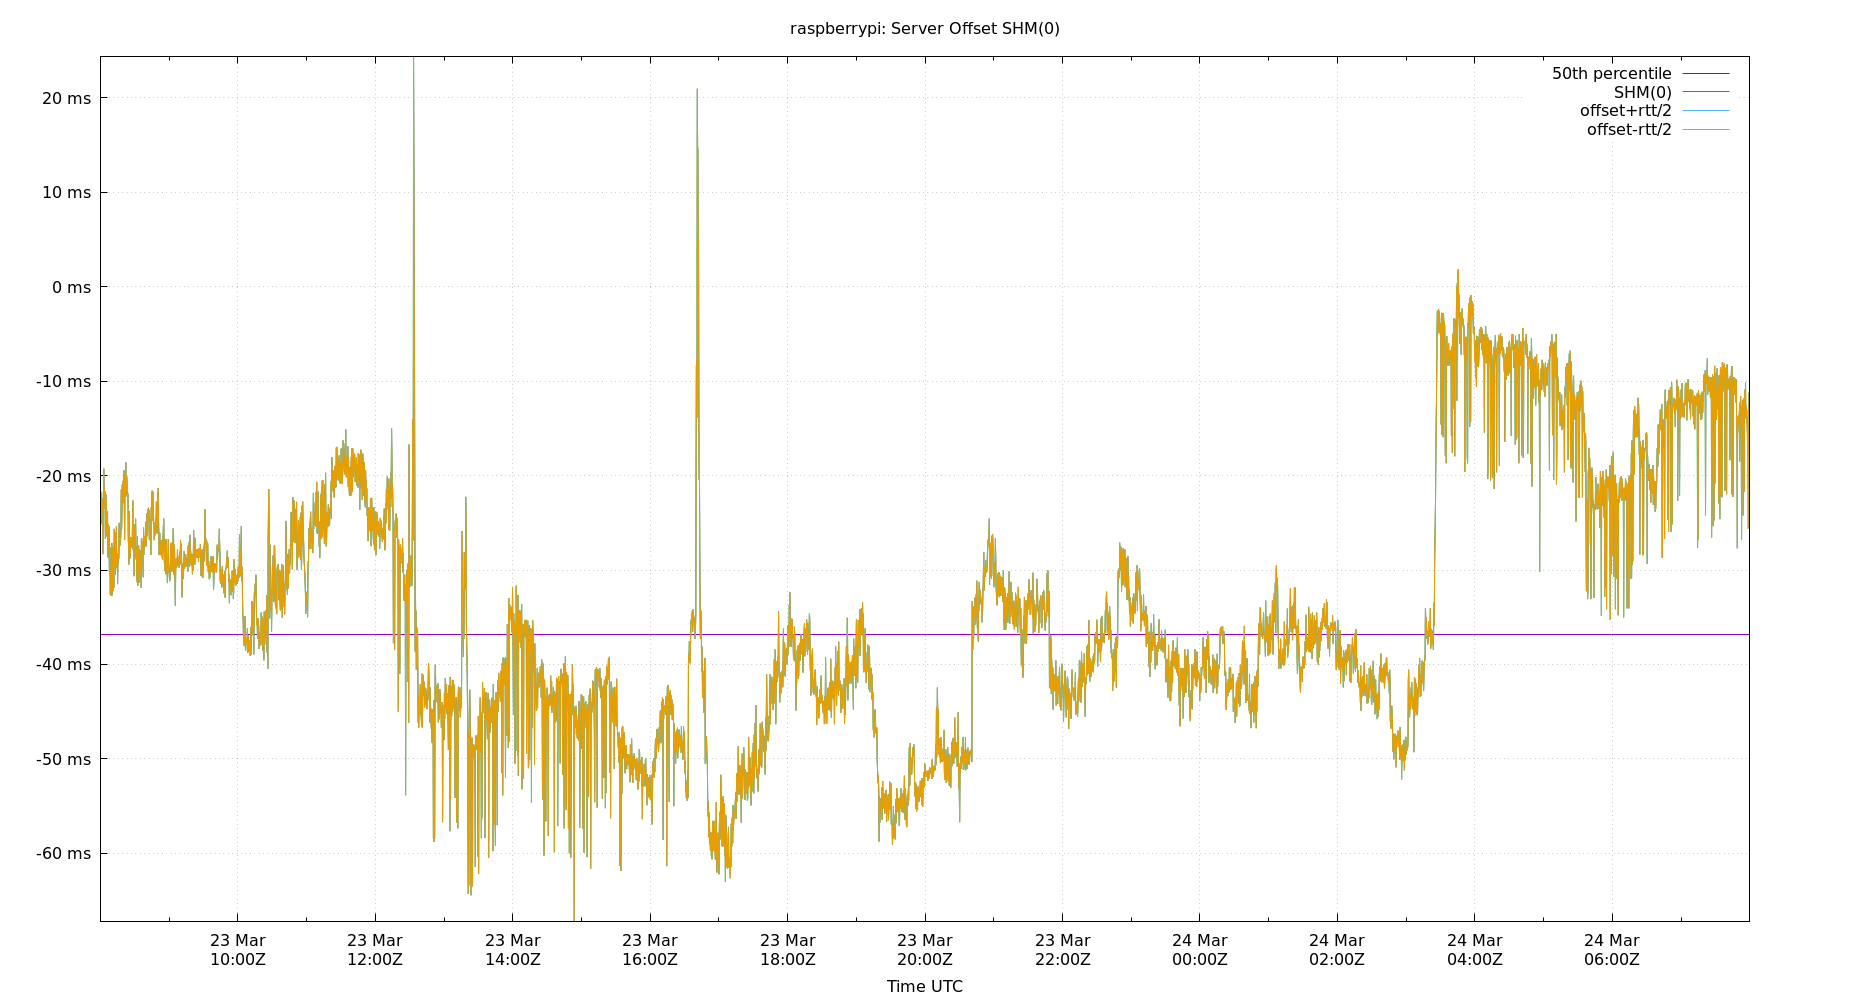 raspberrypi: Server Offset SHM(0)
50th percentile
SHM(0)
offset+rtt/2
offset-rtt/2
20 ms
10 ms
0 ms
-10 ms
-20 ms
-30 ms
-40 ms
-50 ms
-60 ms
23 Mar 23 Mar 23 Mar 23 Mar 23 Mar 23 Mar 23 Mar 24 Mar 24 Mar 24 Mar 24 Mar
10:00Z 12:00Z 14:00Z 16:00Z 18:00Z 20:00Z 22:00Z 00:00Z 02:00Z 04:00Z 06:00Z
Time UTC